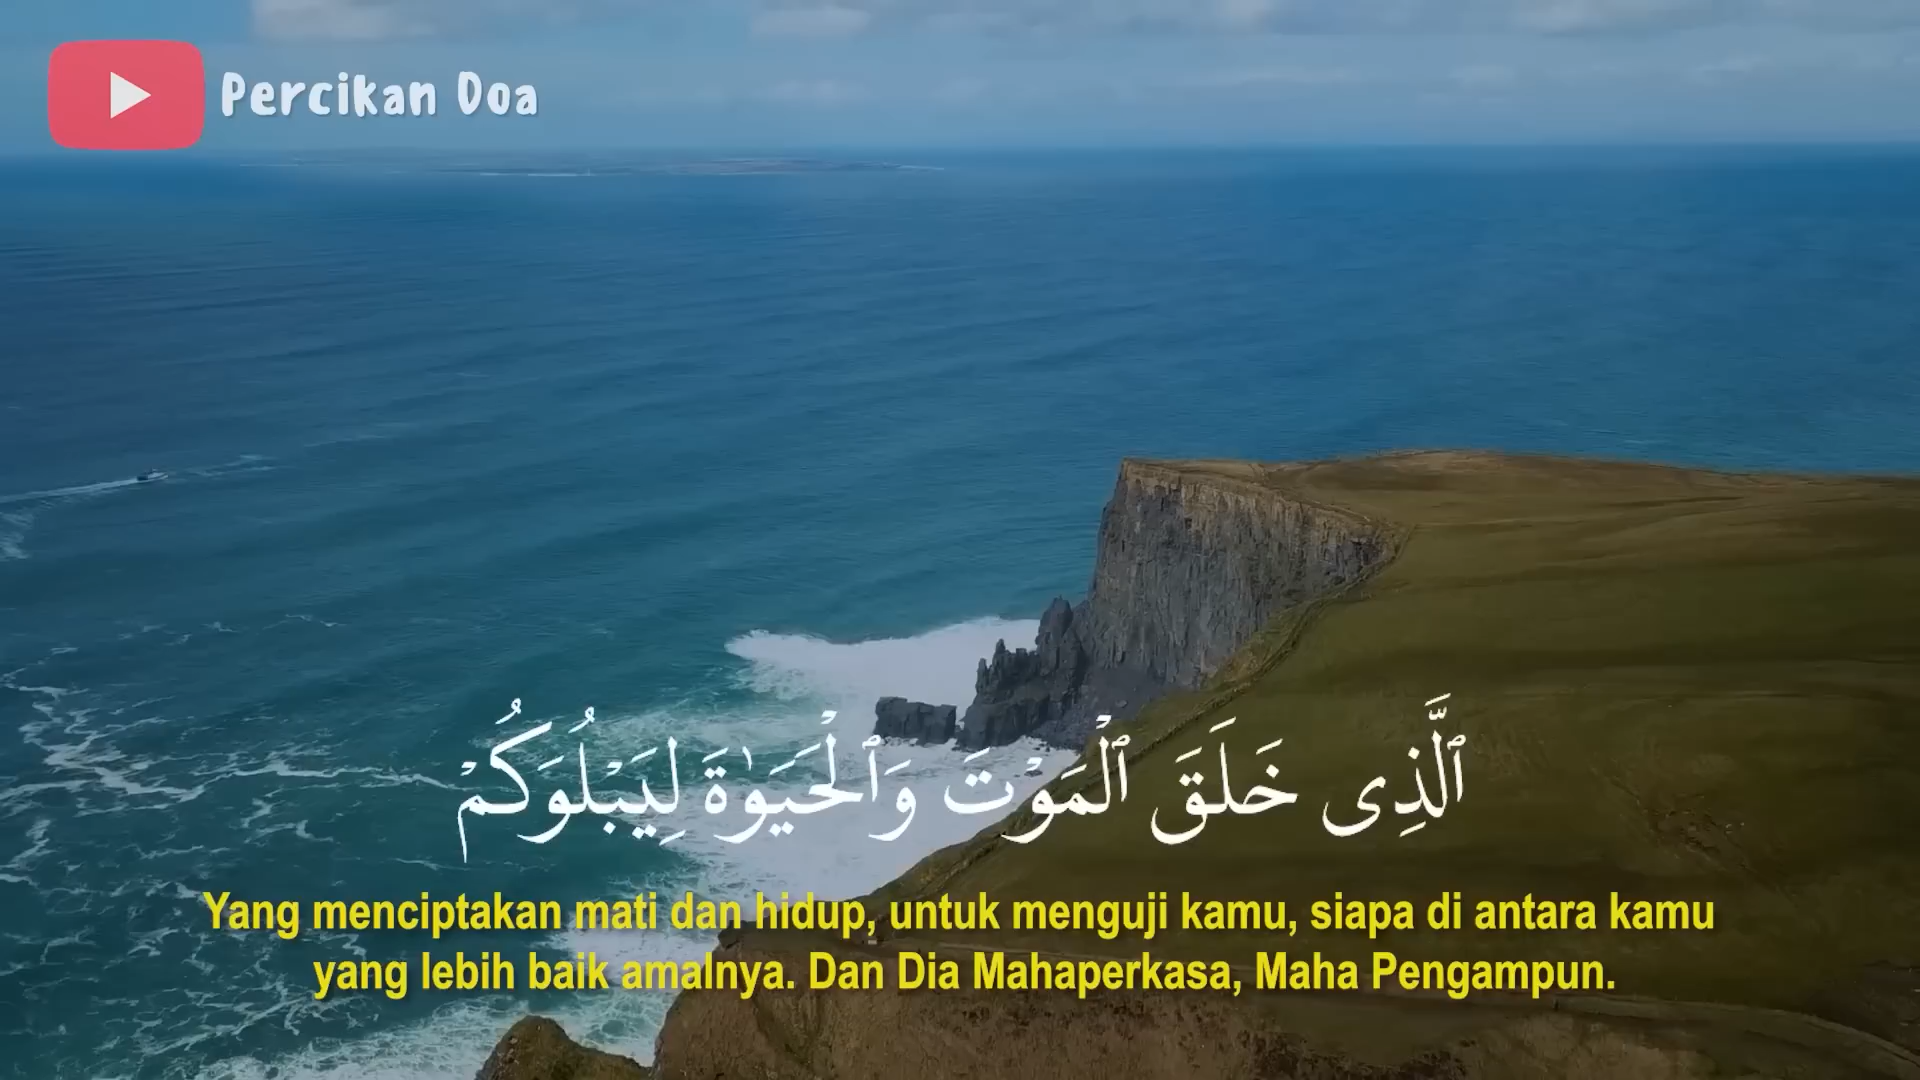 Percikan Doa
ٱلَّذِى خَلَقَ ٱلْمَوْتَ وَٱلْحَيَوٰةَ لِيَبْلُوَكُمْ
Yang menciptakan mati dan hidup, untuk menguji kamu, siapa di antara kamu
yang lebih baik amalnya. Dan Dia Mahaperkasa, Maha Pengampun.